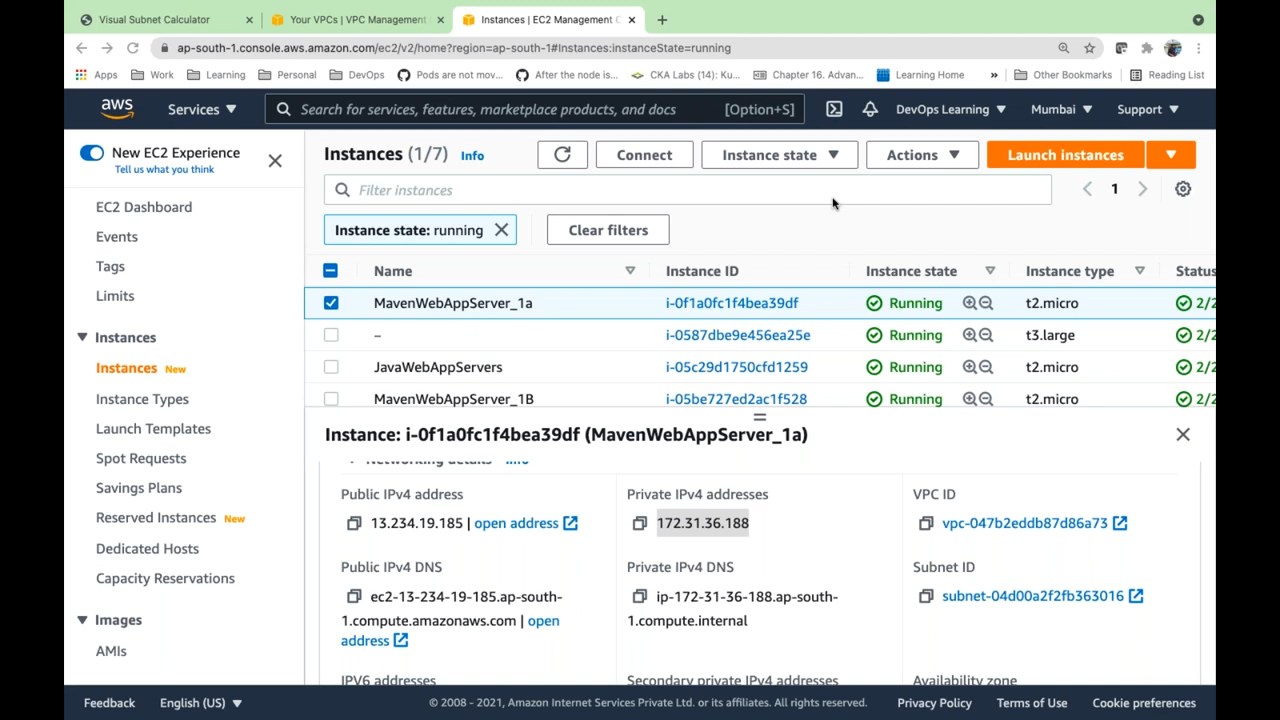 Visual Subnet Calculator
Your VPCs | VPC Management
Instances | EC2 Management C
ap-south-1.console.aws.amazon.com/ec2/v2/home?region=ap-south-1#Instances:instanceState=running
Apps Work Learning Personal DevOps Pods are not mov... After the node is... CKA Labs (14): Ku... Chapter 16. Advan... Learning Home » Other Bookmarks Reading List
aws Services ▼ Search for services, features, marketplace products, and docs [Option+S] DevOps Learning ▼ Mumbai ▼ Support ▼
New EC2 Experience
Tell us what you think
EC2 Dashboard
Events
Tags
Limits
Instances
Instances New
Instance Types
Launch Templates
Spot Requests
Savings Plans
Reserved Instances New
Dedicated Hosts
Capacity Reservations
Images
AMIs
Instances (1/7) Info Connect Instance state ▼ Actions ▼ Launch instances ▼
Filter instances 1
Instance state: running Clear filters
Name Instance ID Instance state Instance type Status
MavenWebAppServer_1a i-0f1a0fc1f4bea39df Running t2.micro 2/2
– i-0587dbe9e456ea25e Running t3.large 2/2
JavaWebAppServers i-05c29d1750cfd1259 Running t2.micro 2/2
MavenWebAppServer_1B i-05be727ed2ac1f528 Running t2.micro 2/2
Instance: i-0f1a0fc1f4bea39df (MavenWebAppServer_1a)
Networking details Info
Public IPv4 address
13.234.19.185 | open address
Private IPv4 addresses
172.31.36.188
VPC ID
vpc-047b2eddb87d86a73
Public IPv4 DNS
ec2-13-234-19-185.ap-south-
1.compute.amazonaws.com | open
address
Private IPv4 DNS
ip-172-31-36-188.ap-south-
1.compute.internal
Subnet ID
subnet-04d00a2f2fb363016
IPV6 addresses
Secondary private IPv4 addresses
Availability zone
Feedback English (US) ▼ © 2008 - 2021, Amazon Internet Services Private Ltd. or its affiliates. All rights reserved. Privacy Policy Terms of Use Cookie preferences